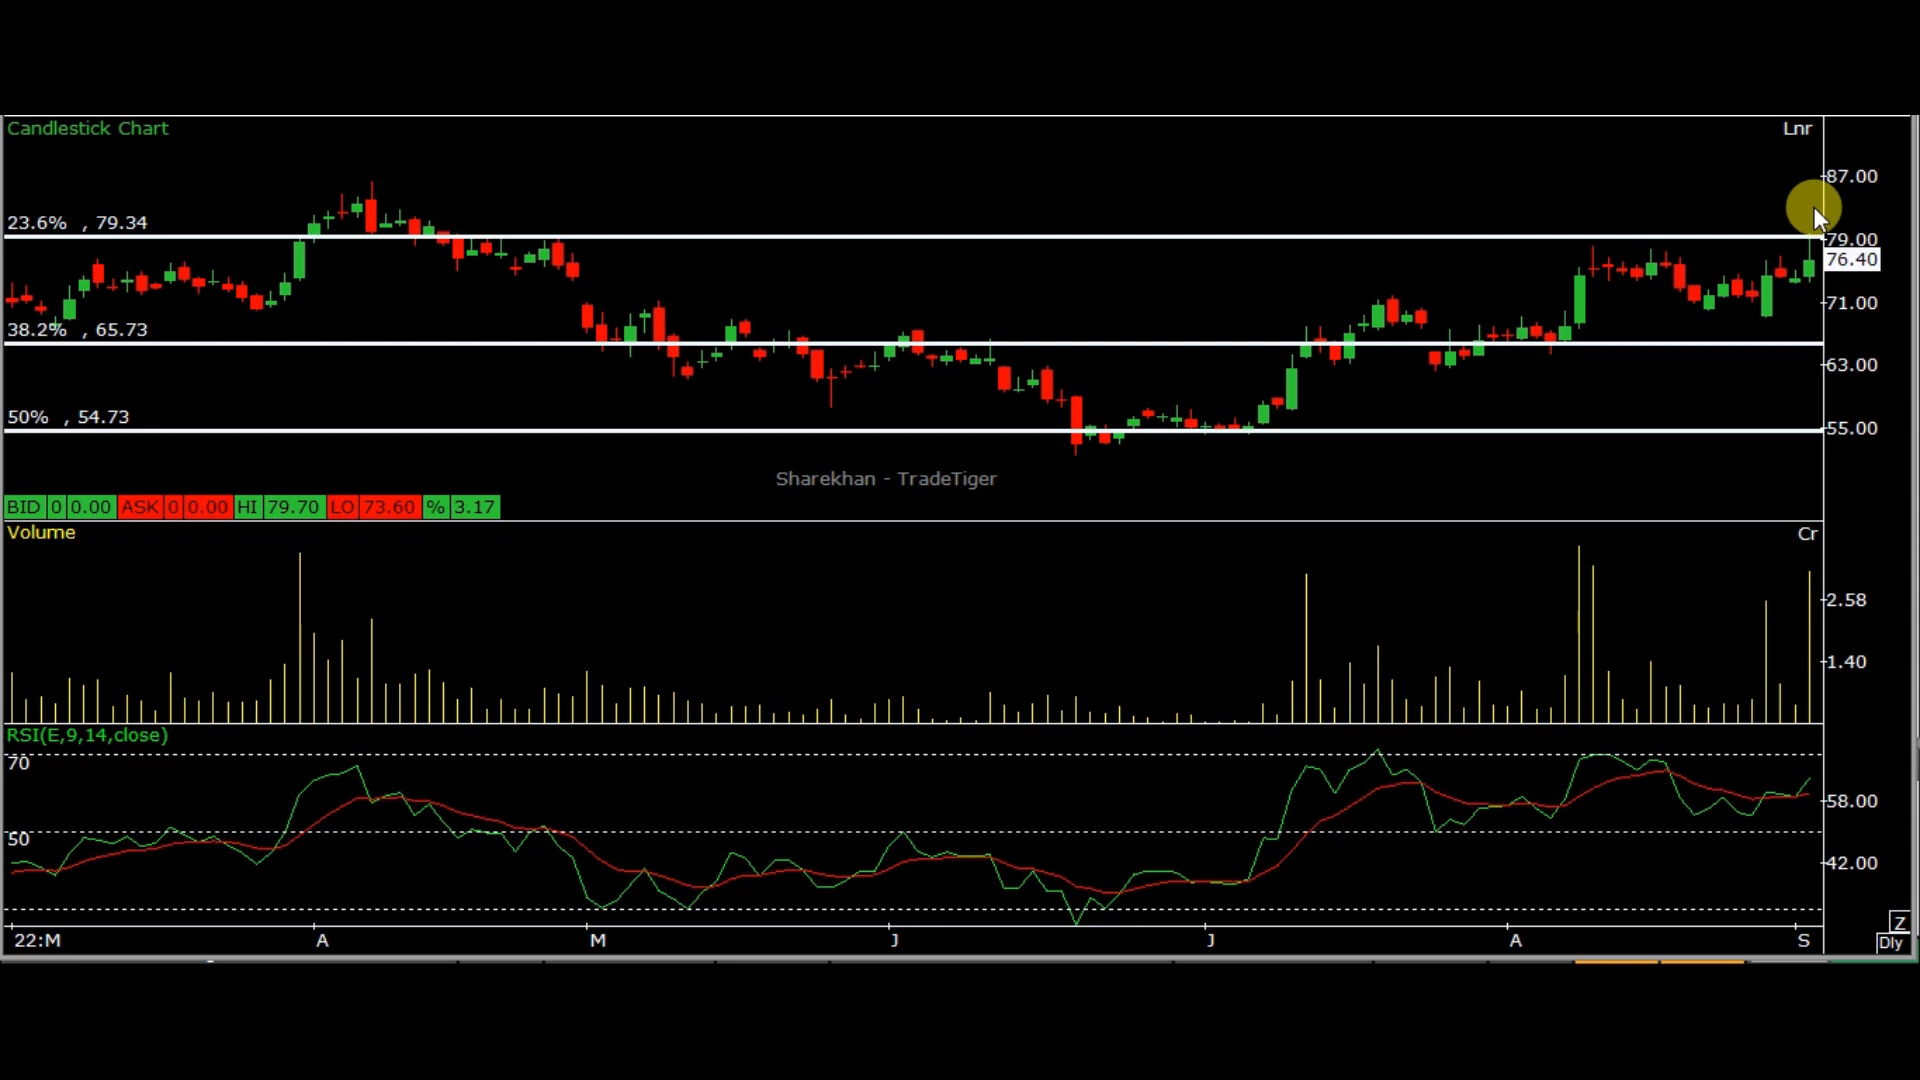 Candlestick Chart
Lnr
87.00
23.6% , 79.34
79.00
76.40
71.00
38.2% , 65.73
63.00
50% , 54.73
55.00
Sharekhan - TradeTiger
BID 0 0.00 ASK 0 0.00 HI 79.70 LO 73.60 % 3.17
Volume
Cr
2.58
1.40
RSI(E,9,14,close)
70
58.00
50
42.00
Z
22:M A M J J A S
Dly